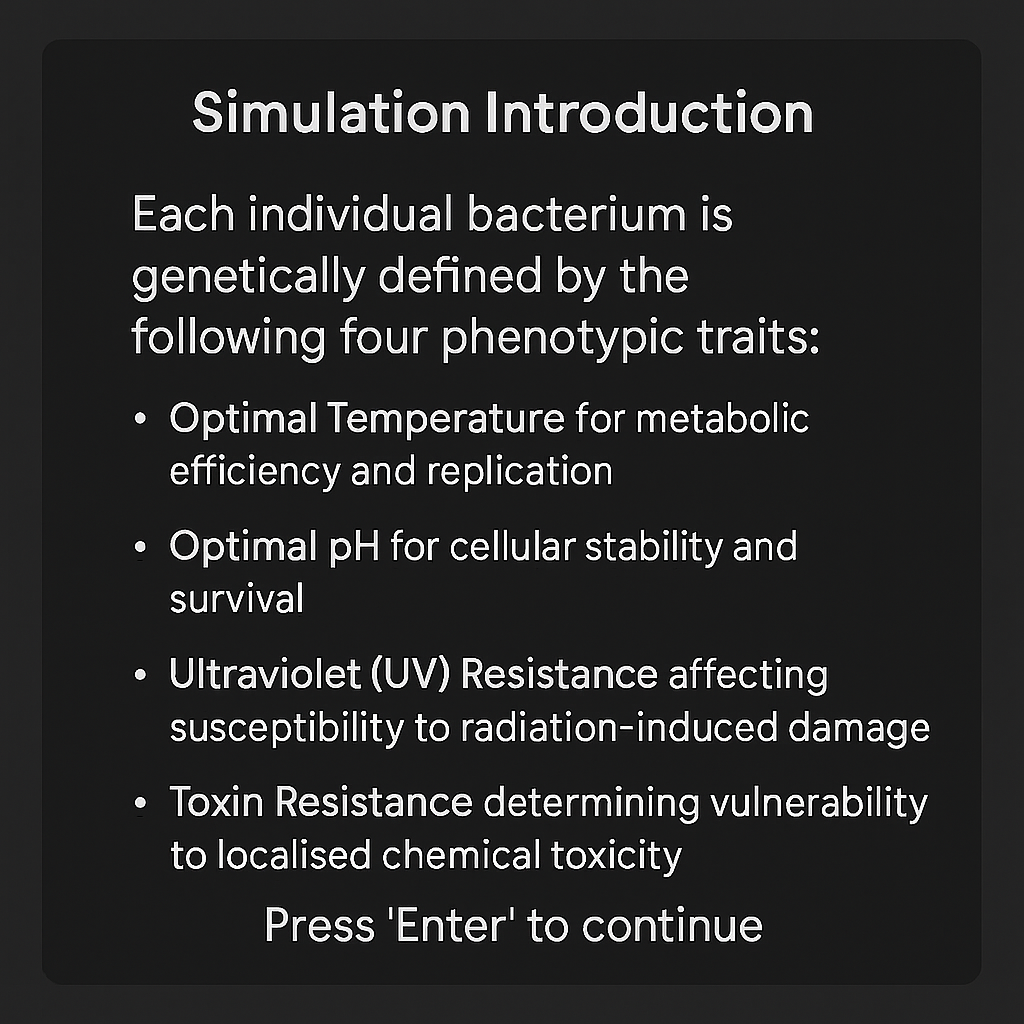 Simulation Introduction
Each individual bacterium is
genetically defined by the
following four phenotypic traits:
• Optimal Temperature for metabolic
efficiency and replication
• Optimal pH for cellular stability and
survival
• Ultraviolet (UV) Resistance affecting
susceptibility to radiation-induced damage
• Toxin Resistance determining vulnerability
to localised chemical toxicity
Press 'Enter' to continue